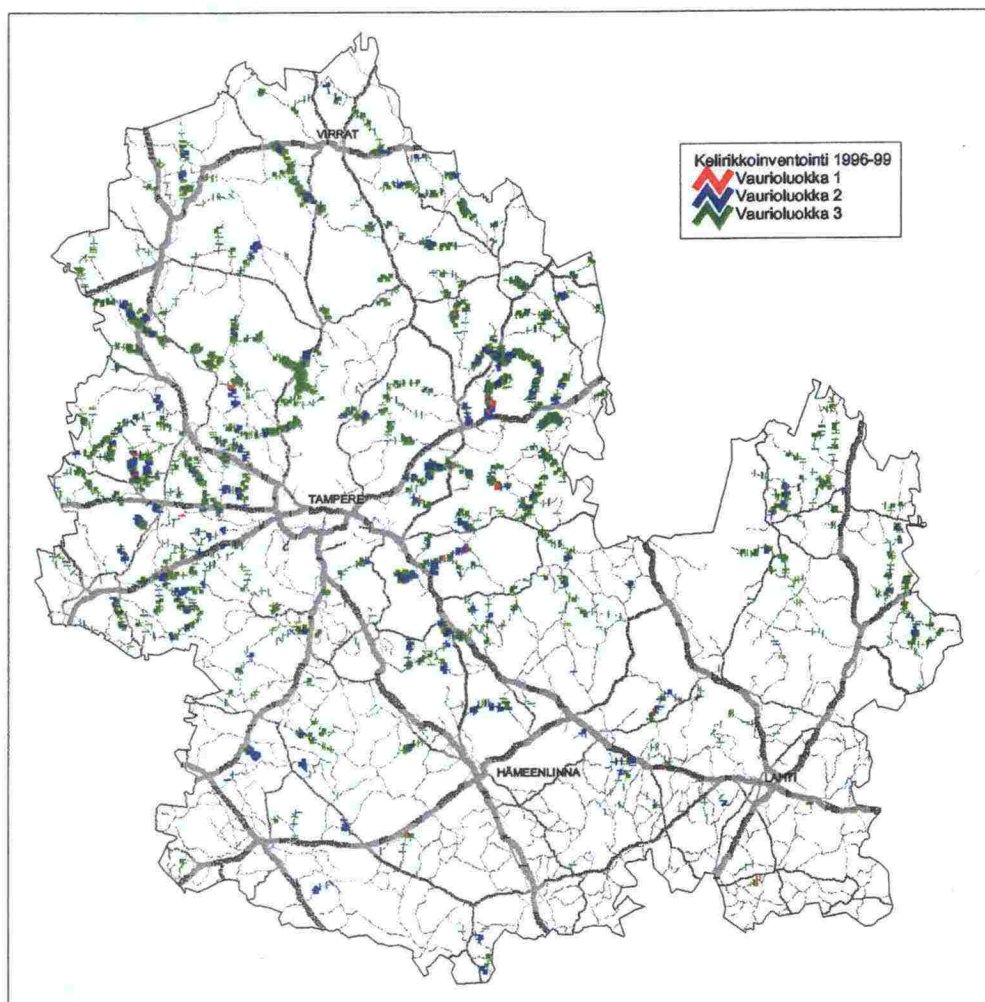 VIRRAT
Kelirikkoinventointi 1996-99
Vaurioluokka 1
Vaurioluokka 2
Vaurioluokka 3
TAMPERE
HÄMEENLINNA
LAHTI